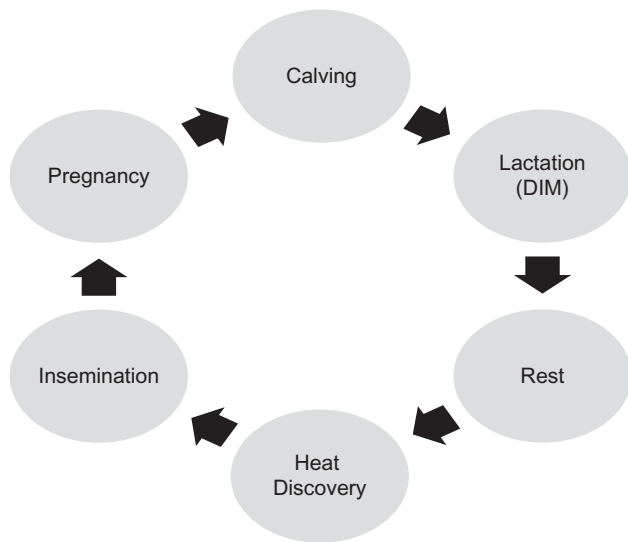 Calving
Lactation
(DIM)
Rest
Heat
Discovery
Insemination
Pregnancy